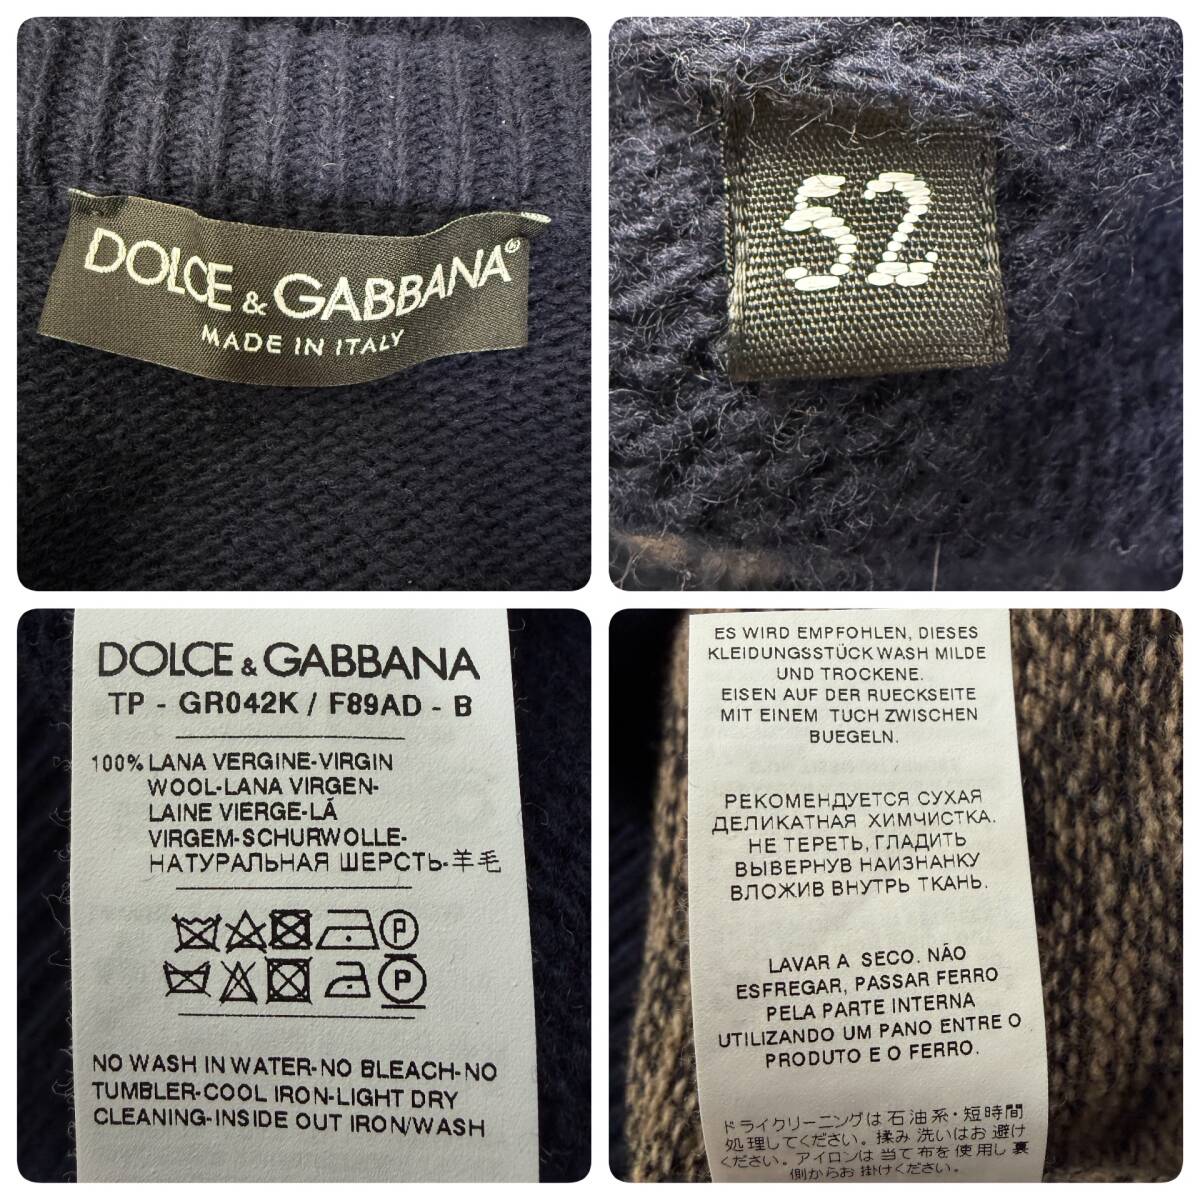 DOLCE & GABBANA®
MADE IN ITALY
52
DOLCE & GABBANA
TP - GR042K / F89AD - B
100% LANA VERGINE-VIRGIN
WOOL-LANA VIRGEN-
LAINE VIERGE-LÁ
VIRGEM-SCHURWOLLE-
НАТУРАЛЬНАЯ ШЕРСТЬ-羊毛
P
P
NO WASH IN WATER-NO BLEACH-NO
TUMBLER-COOL IRON-LIGHT DRY
CLEANING-INSIDE OUT IRON/WASH
ES WIRD EMPFOHLEN, DIESES
KLEIDUNGSSTÜCK WASH MILDE
UND TROCKENE.
EISEN AUF DER RUECKSEITE
MIT EINEM TUCH ZWISCHEN
BUEGELN.
РЕКОМЕНДУЕТСЯ СУХАЯ
ДЕЛИКАТНАЯ ХИМЧИСТКА.
НЕ ТЕРЕТЬ, ГЛАДИТЬ
ВЫВЕРНУВ НАИЗНАНКУ
ВЛОЖИВ ВНУТРЬ ТКАНЬ.
LAVAR A SECO. NÃO
ESFREGAR, PASSAR FERRO
PELA PARTE INTERNA
UTILIZANDO UM PANO ENTRE O
PRODUTO E O FERRO.
ドライクリーニングは石油系・短時間
処理してください。揉み洗いはお避け
ください。アイロンは当て布を使用し裏
側からお掛けください。